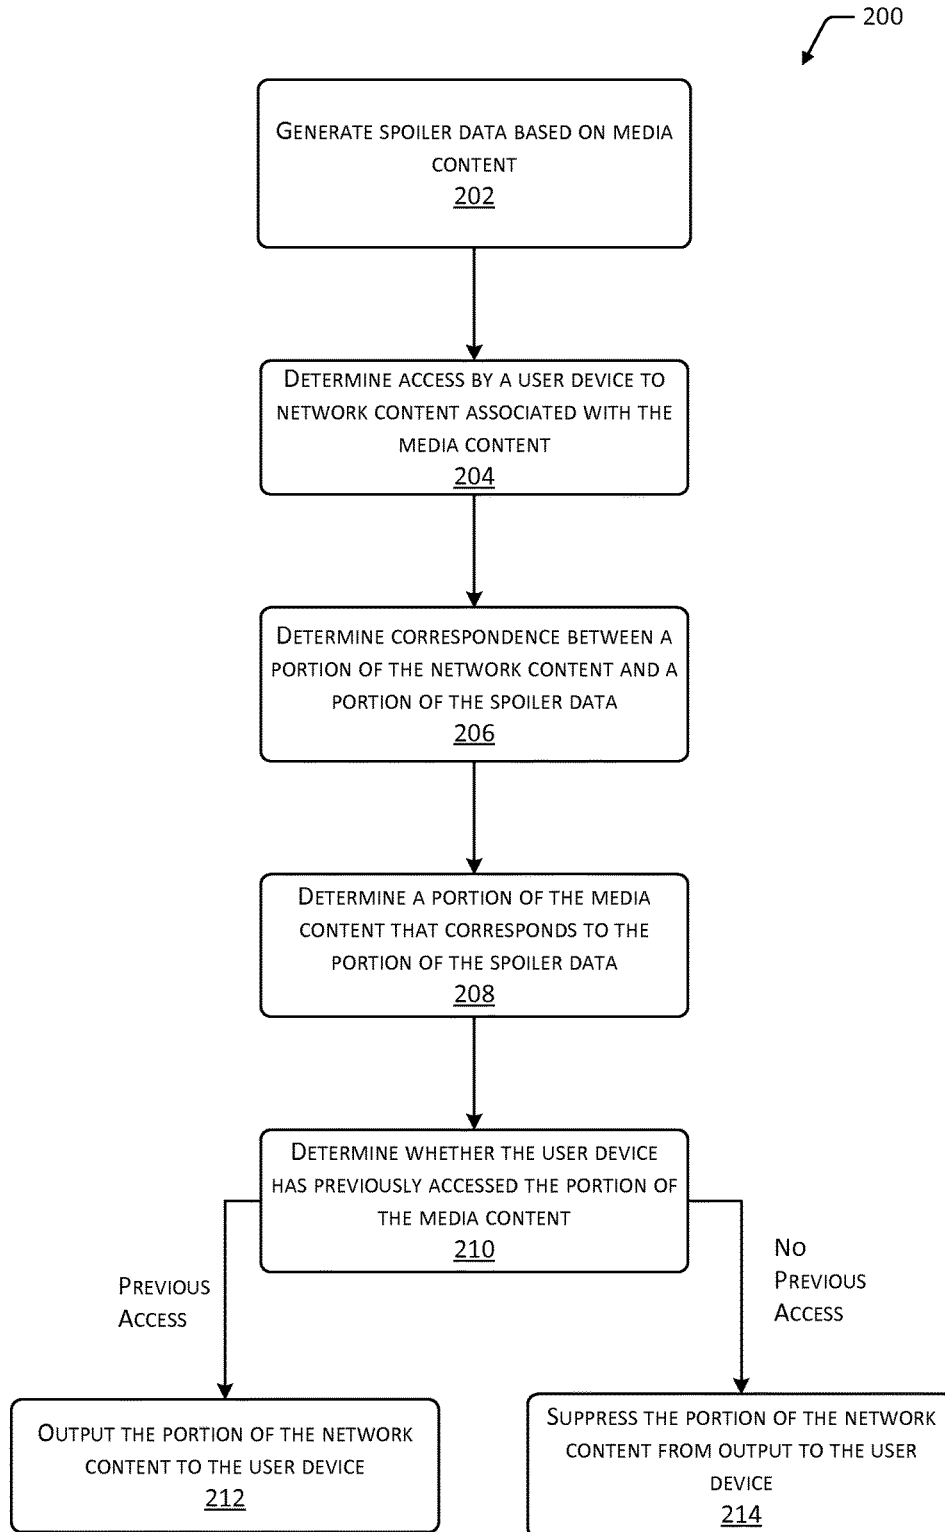 200
GENERATE SPOILER DATA BASED ON MEDIA
CONTENT
202
DETERMINE ACCESS BY A USER DEVICE TO
NETWORK CONTENT ASSOCIATED WITH THE
MEDIA CONTENT
204
DETERMINE CORRESPONDENCE BETWEEN A
PORTION OF THE NETWORK CONTENT AND A
PORTION OF THE SPOILER DATA
206
DETERMINE A PORTION OF THE MEDIA
CONTENT THAT CORRESPONDS TO THE
PORTION OF THE SPOILER DATA
208
DETERMINE WHETHER THE USER DEVICE
HAS PREVIOUSLY ACCESSED THE PORTION OF
THE MEDIA CONTENT
210
PREVIOUS
ACCESS
NO
PREVIOUS
ACCESS
OUTPUT THE PORTION OF THE NETWORK
CONTENT TO THE USER DEVICE
212
SUPPRESS THE PORTION OF THE NETWORK
CONTENT FROM OUTPUT TO THE USER
DEVICE
214